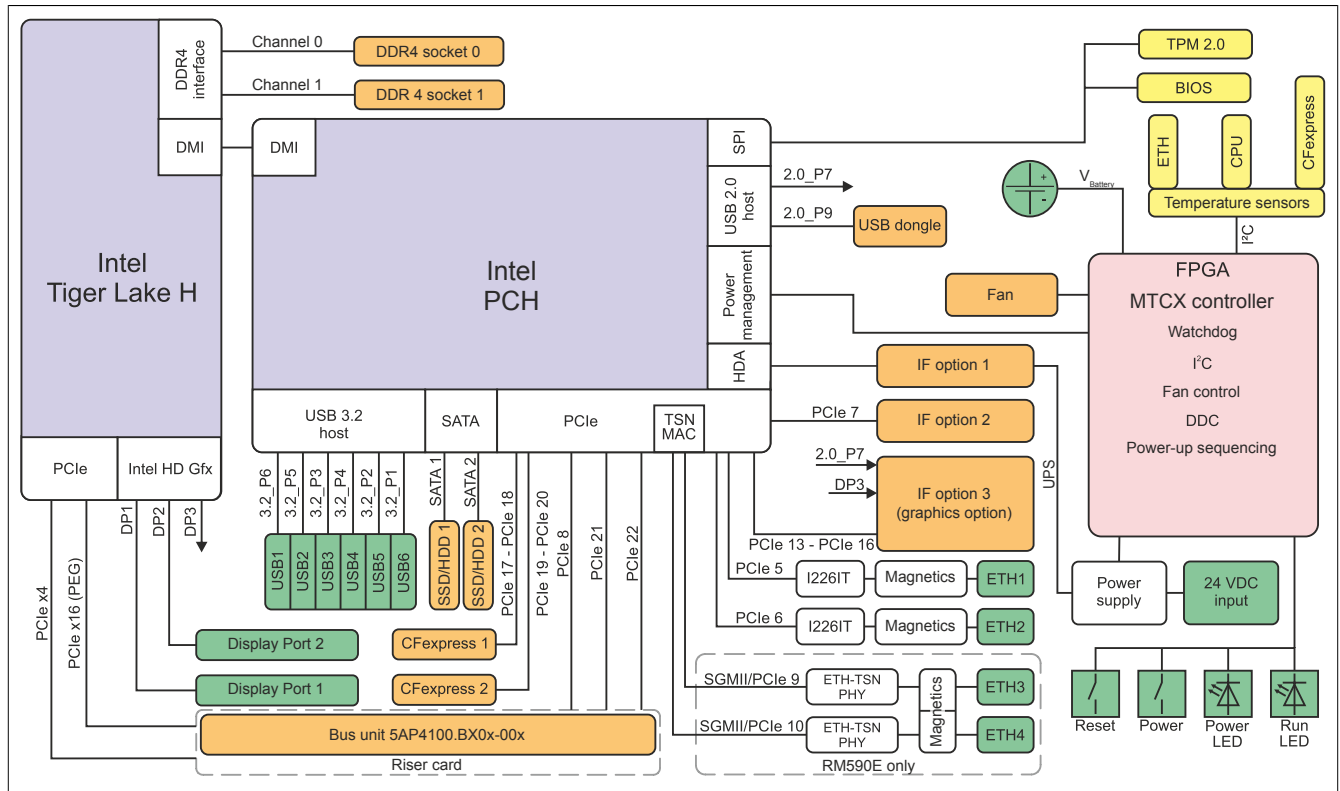 DDR4
interface
Channel 0
DDR4 socket 0
Channel 1
DDR 4 socket 1
DMI
DMI
Intel
Tiger Lake H
Intel
PCH
SPI
USB 2.0
host
Power
management
HDA
2.0_P7
2.0_P9
USB dongle
TPM 2.0
BIOS
ETH
CPU
CFexpress
Temperature sensors
I²C
V Battery
+
-
FPGA
MTCX controller
Watchdog
I²C
Fan control
DDC
Power-up sequencing
Fan
IF option 1
PCIe 7
IF option 2
2.0_P7
DP3
IF option 3
(graphics option)
UPS
PCIe 13 - PCIe 16
USB 3.2
host
SATA
PCIe
TSN
MAC
PCIe
Intel HD Gfx
DP1
DP2
DP3
3.2_P6
3.2_P5
3.2_P3
3.2_P4
3.2_P2
3.2_P1
SATA 1
SATA 2
USB1
USB2
USB3
USB4
USB5
USB6
SSD/HDD 1
SSD/HDD 2
PCIe 17 - PCIe 18
PCIe 19 - PCIe 20
PCIe 8
PCIe 21
PCIe 22
PCIe 5
I226IT
Magnetics
ETH1
PCIe 6
I226IT
Magnetics
ETH2
Power
supply
24 VDC
input
PCIe x4
PCIe x16 (PEG)
Display Port 2
Display Port 1
CFexpress 1
CFexpress 2
SGMII/PCIe 9
ETH-TSN
PHY
Magnetics
ETH3
SGMII/PCIe 10
ETH-TSN
PHY
ETH4
RM590E only
Bus unit 5AP4100.BX0x-00x
Riser card
Reset
Power
Power
LED
Run
LED